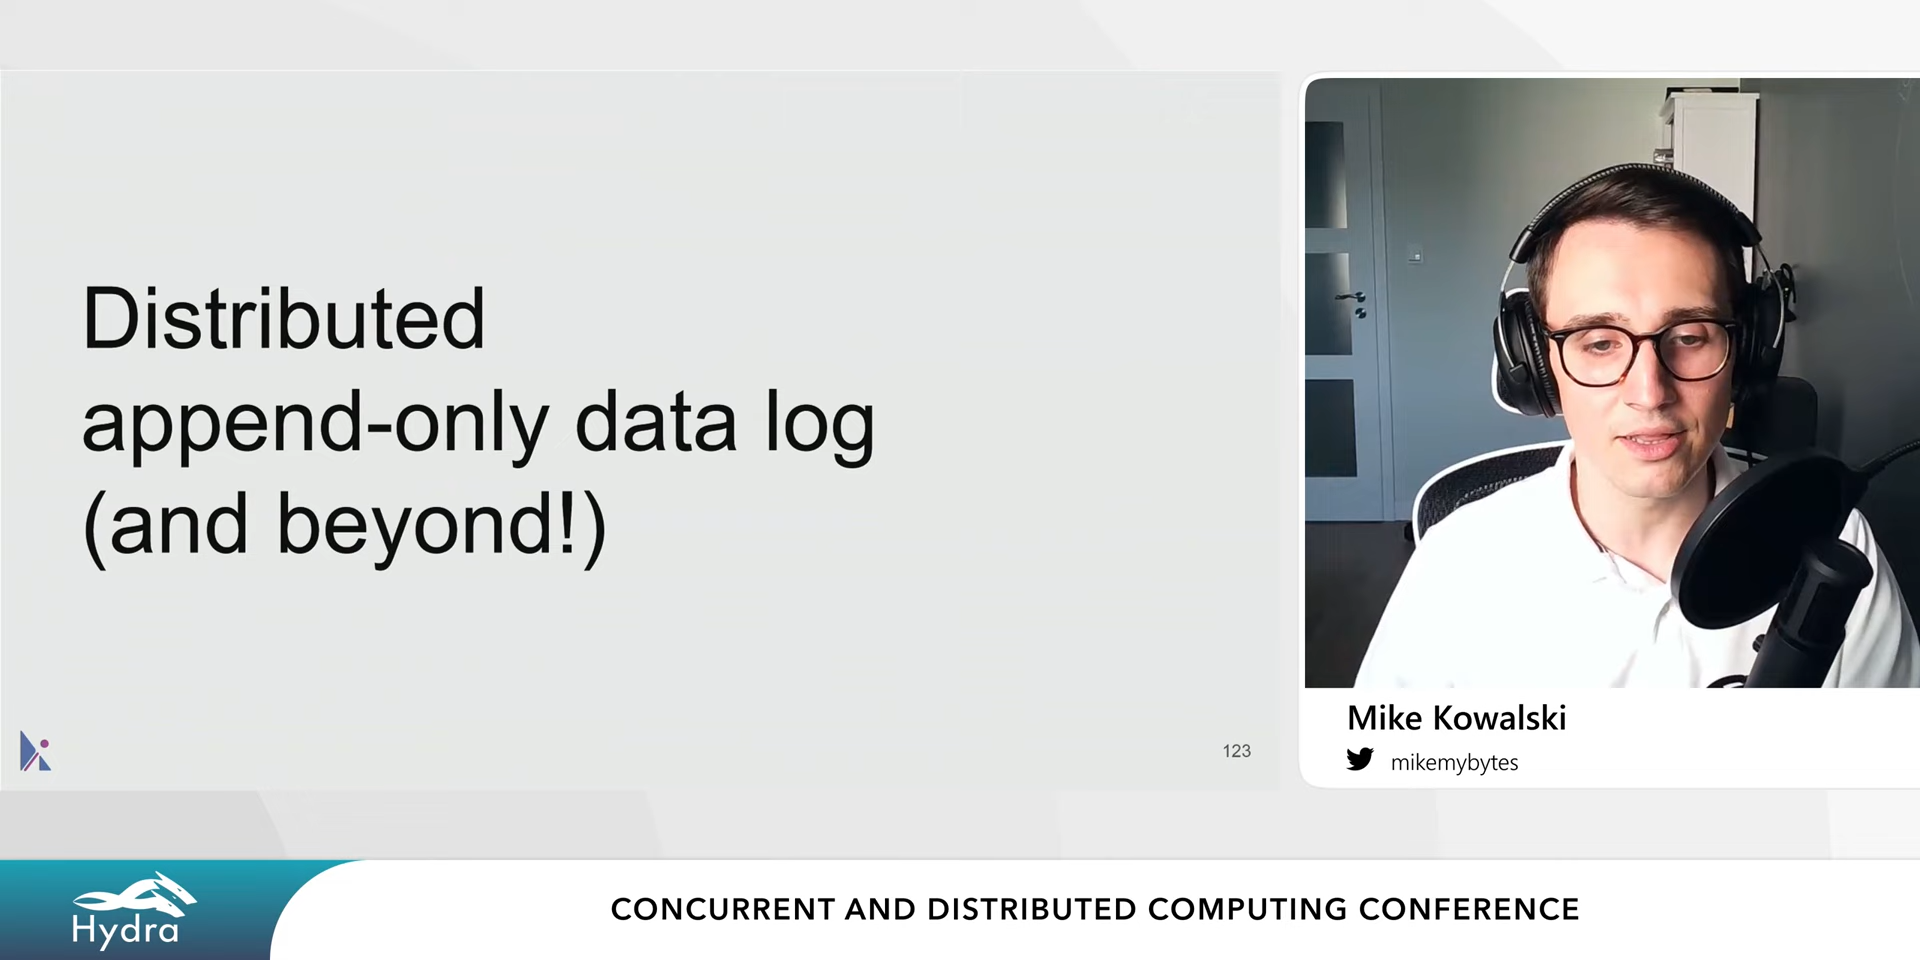 Distributed
append-only data log
(and beyond!)
123
Mike Kowalski
mikemybytes
Hydra
CONCURRENT AND DISTRIBUTED COMPUTING CONFERENCE